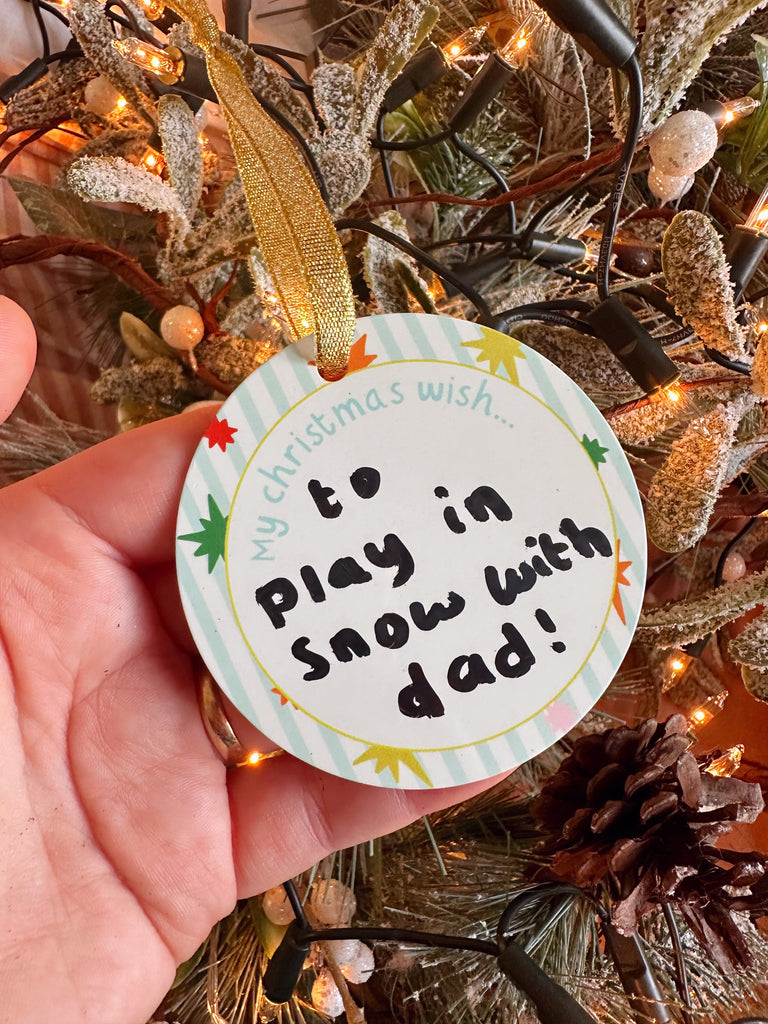 My christmas wish...
to
play in
snow with
dad!